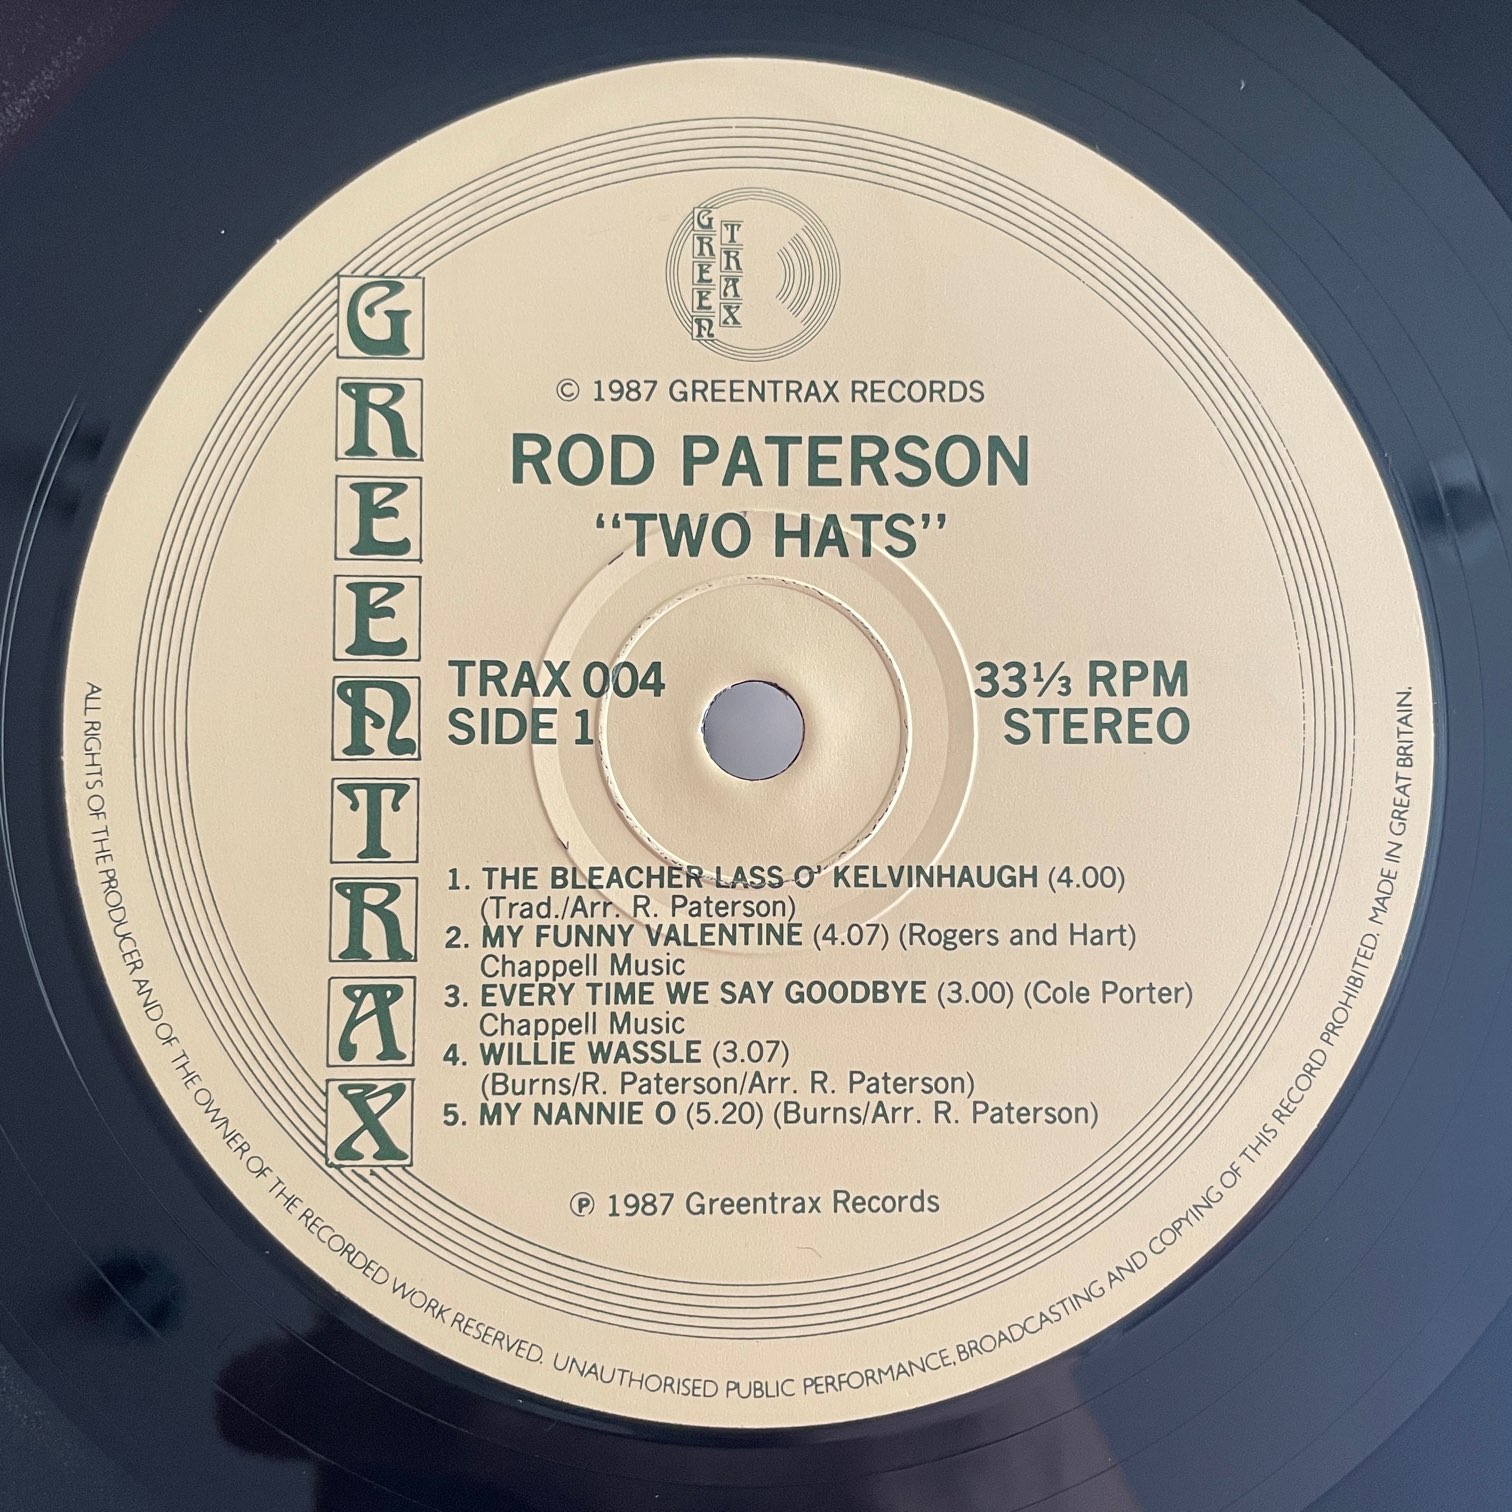 GREEN
TRAX
GREENTRAX
© 1987 GREENTRAX RECORDS
ROD PATERSON
“TWO HATS”
TRAX 004
33⅓ RPM
SIDE 1
STEREO
1. THE BLEACHER LASS O' KELVINHAUGH (4.00)
(Trad./Arr. R. Paterson)
2. MY FUNNY VALENTINE (4.07) (Rogers and Hart)
Chappell Music
3. EVERY TIME WE SAY GOODBYE (3.00) (Cole Porter)
Chappell Music
4. WILLIE WASSLE (3.07)
(Burns/R. Paterson/Arr. R. Paterson)
5. MY NANNIE O (5.20) (Burns/Arr. R. Paterson)
℗ 1987 Greentrax Records
ALL RIGHTS OF THE PRODUCER AND OF THE OWNER OF THE RECORDED WORK RESERVED. UNAUTHORISED PUBLIC PERFORMANCE, BROADCASTING AND COPYING OF THIS RECORD PROHIBITED. MADE IN GREAT BRITAIN.